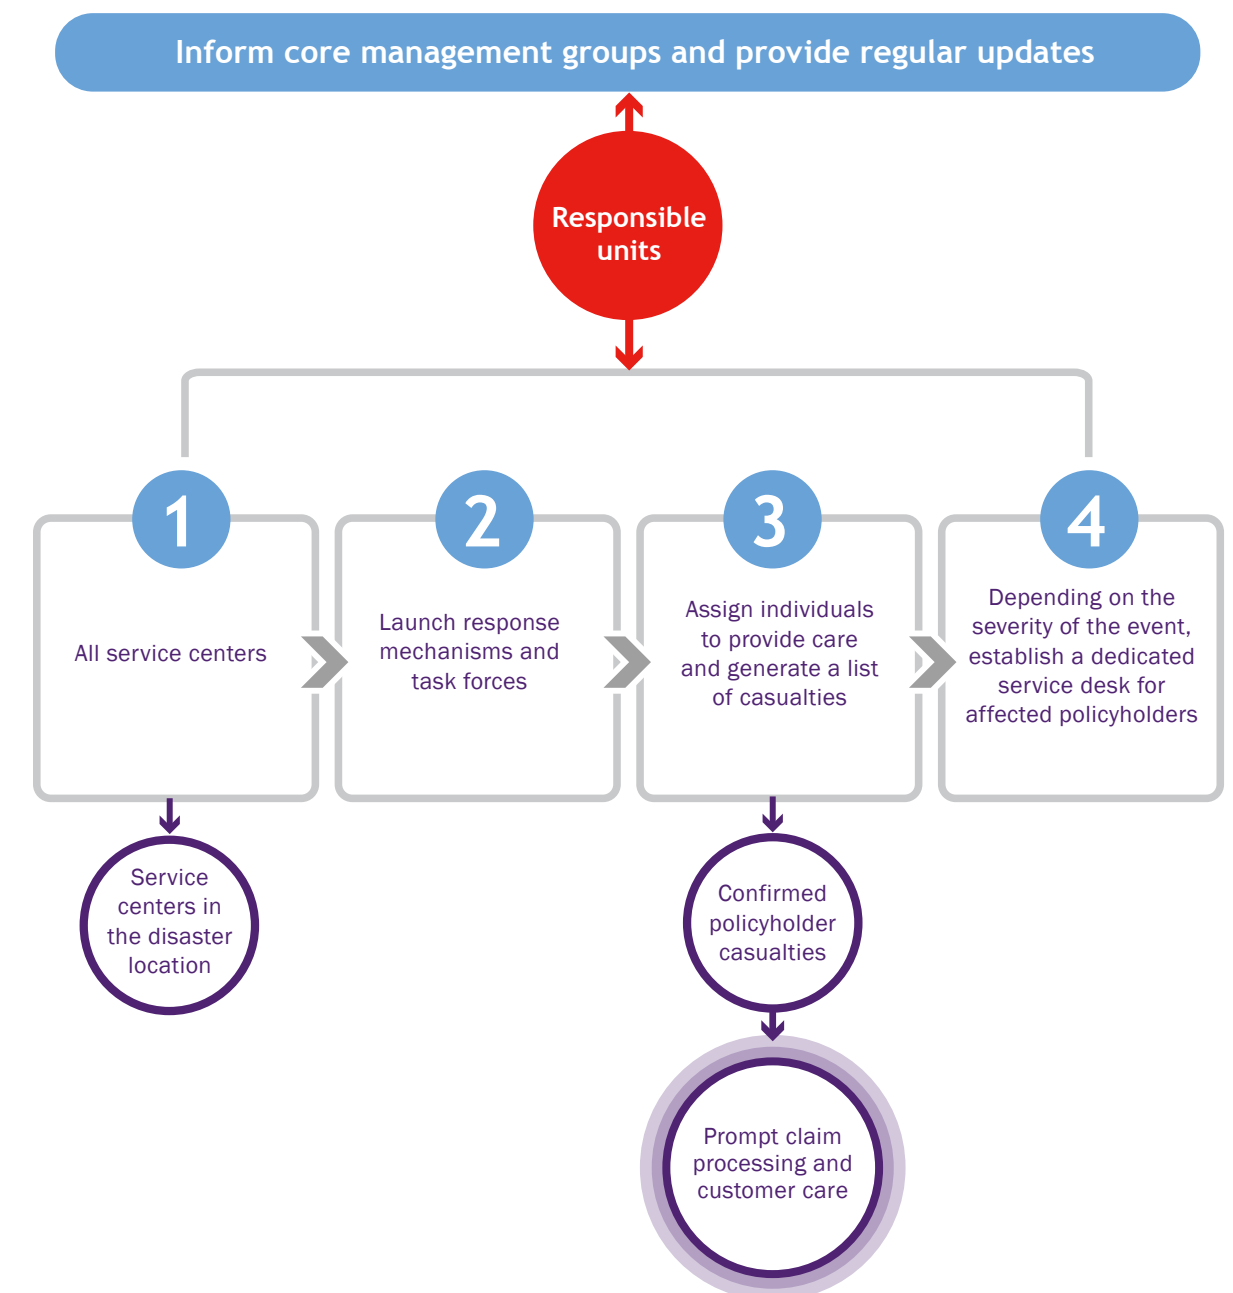 Inform core management groups and provide regular updates
Responsible
units
1
All service centers
2
Launch response
mechanisms and
task forces
3
Assign individuals
to provide care
and generate a list
of casualties
4
Depending on the
severity of the event,
establish a dedicated
service desk for
affected policyholders
Service
centers in
the disaster
location
Confirmed
policyholder
casualties
Prompt claim
processing and
customer care